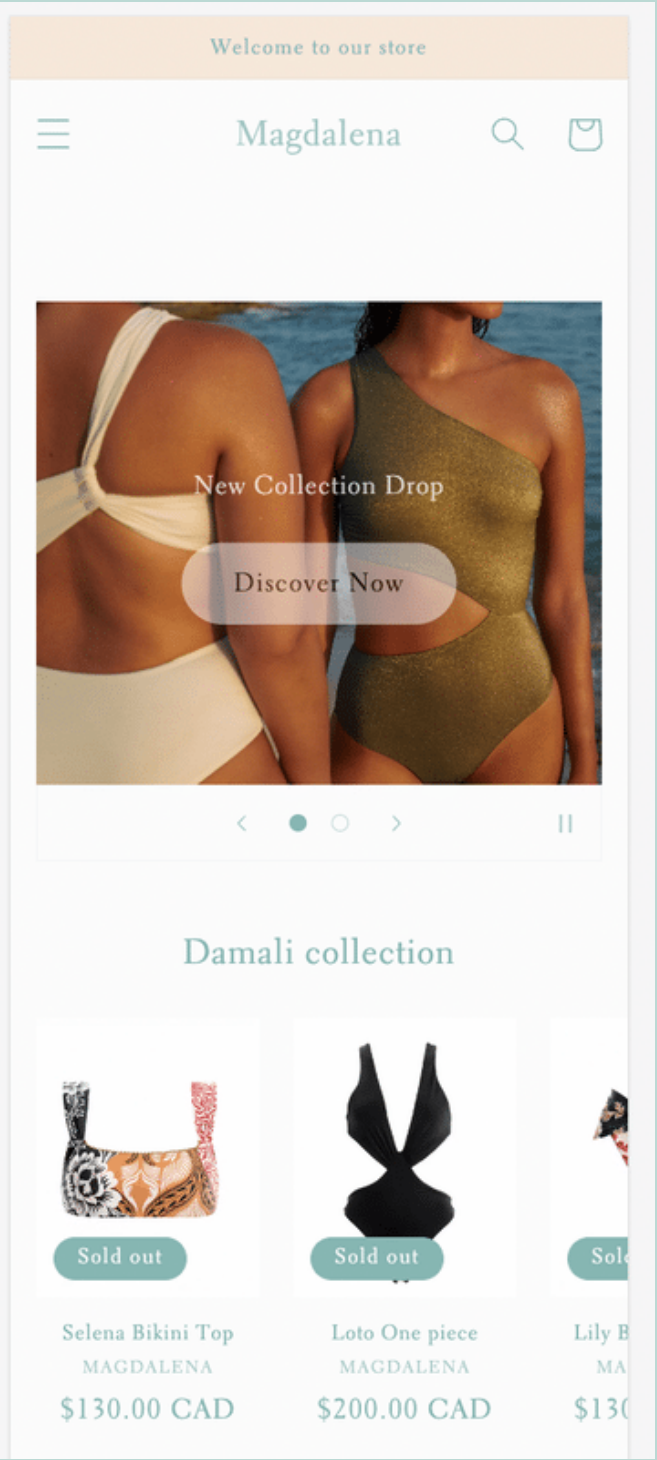 Welcome to our store
Magdalena
New Collection Drop
Discover Now
Damali collection
Sold out
Sold out
Selena Bikini Top
MAGDALENA
$130.00 CAD
Loto One piece
MAGDALENA
$200.00 CAD
Lily